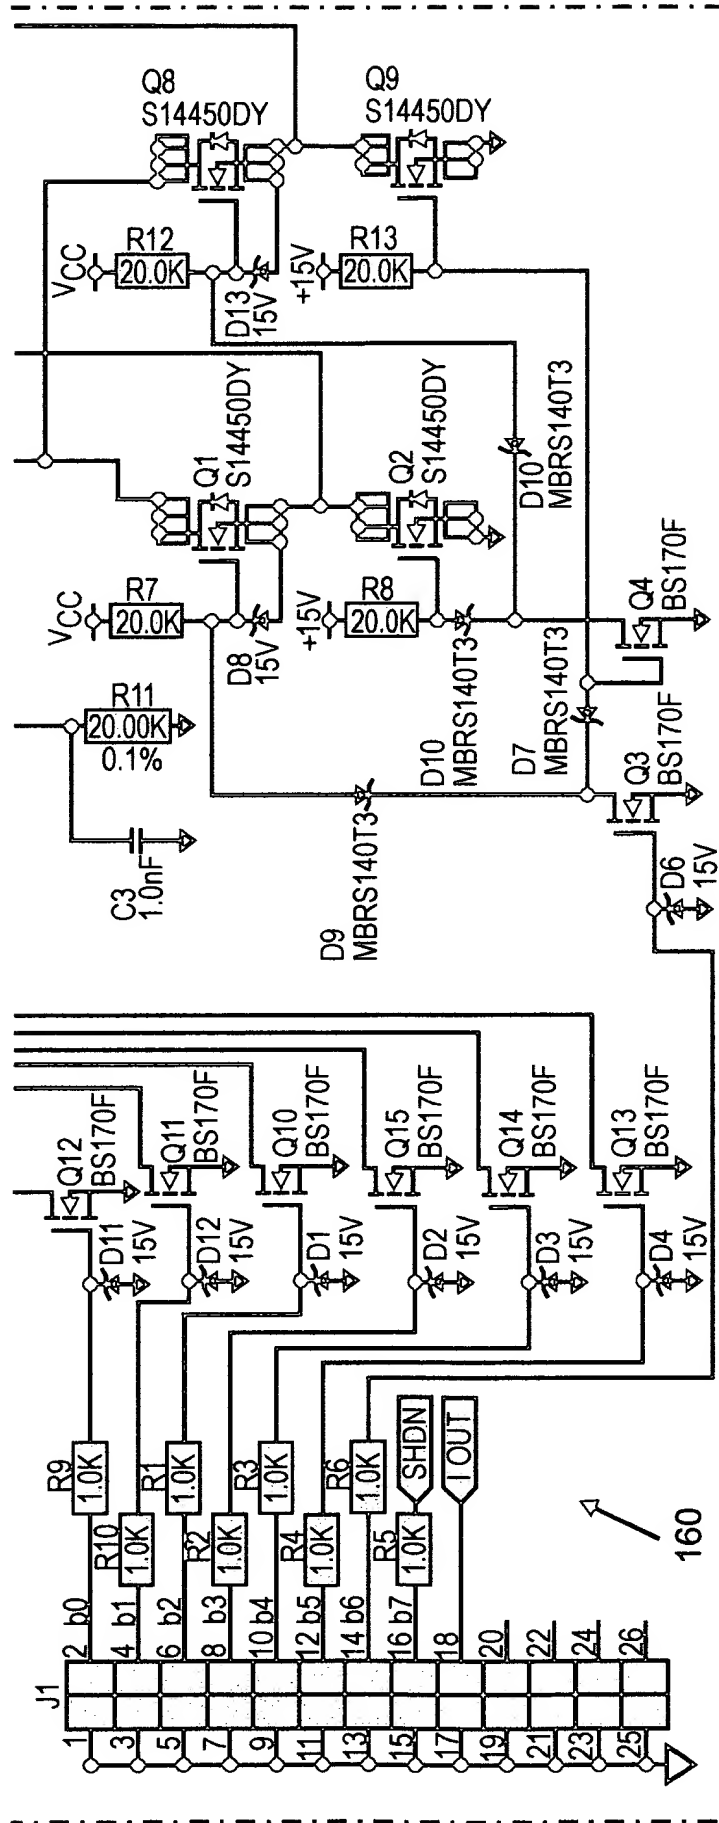 Q8
S14450DY
Q9
S14450DY
VCC
R12
20.0K
D13
15V
+15V
R13
20.0K
Q1
S14450DY
Q2
S14450DY
D10
MBRS140T3
VCC
R7
20.0K
D8
15V
+15V
R8
20.0K
Q4
BS170F
R11
20.00K
0.1%
D10
MBRS140T3
D7
MBRS140T3
Q3
BS170F
C3
1.0nF
D9
MBRS140T3
D6
15V
Q12
BS170F
Q11
BS170F
Q10
BS170F
Q15
BS170F
Q14
BS170F
Q13
BS170F
D11
15V
D12
15V
D1
15V
D2
15V
D3
15V
D4
15V
R9
1.0K
R10
1.0K
R1
1.0K
R2
1.0K
R3
1.0K
R4
1.0K
R6
1.0K
R5
1.0K
SHDN
I OUT
160
J1
2 b0
4 b1
6 b2
8 b3
10 b4
12 b5
14 b6
16 b7
18
20
22
24
26
1
3
5
7
9
11
13
15
17
19
21
23
25